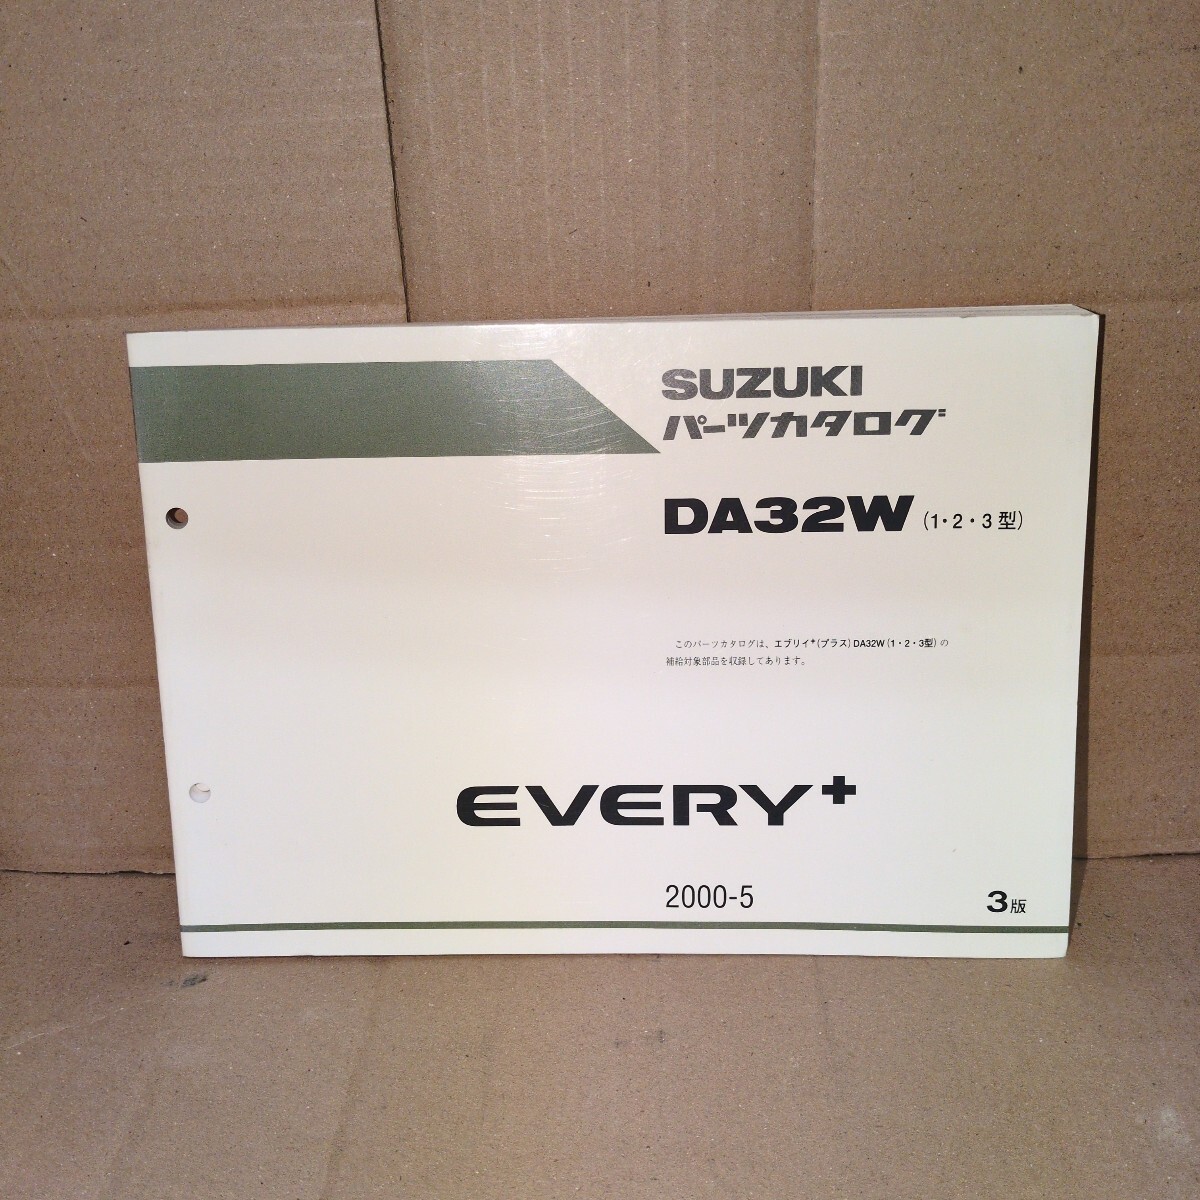 SUZUKI
パーツカタログ
DA32W (1・2・3 型)
このパーツカタログは、エブリイ+(プラス) DA32W (1・2・3型) の
補給対象部品を収録してあります。
EVERY+
2000-5
3版